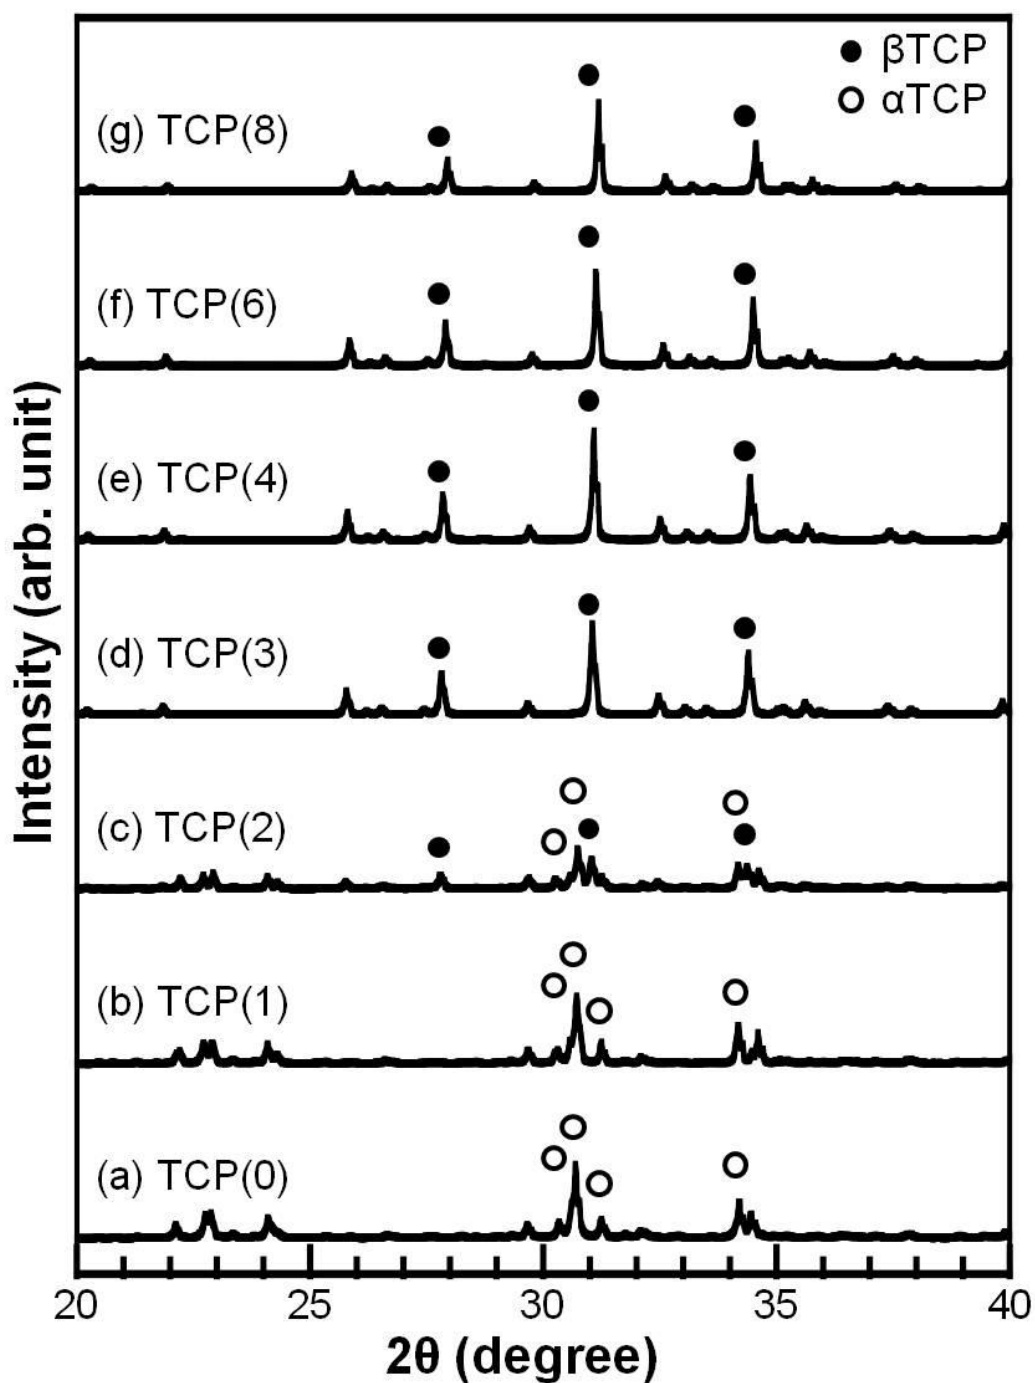 ● βTCP
○ αTCP
(g) TCP(8)
(f) TCP(6)
(e) TCP(4)
(d) TCP(3)
(c) TCP(2)
(b) TCP(1)
(a) TCP(0)
Intensity (arb. unit)
20 25 30 35 40
2θ (degree)